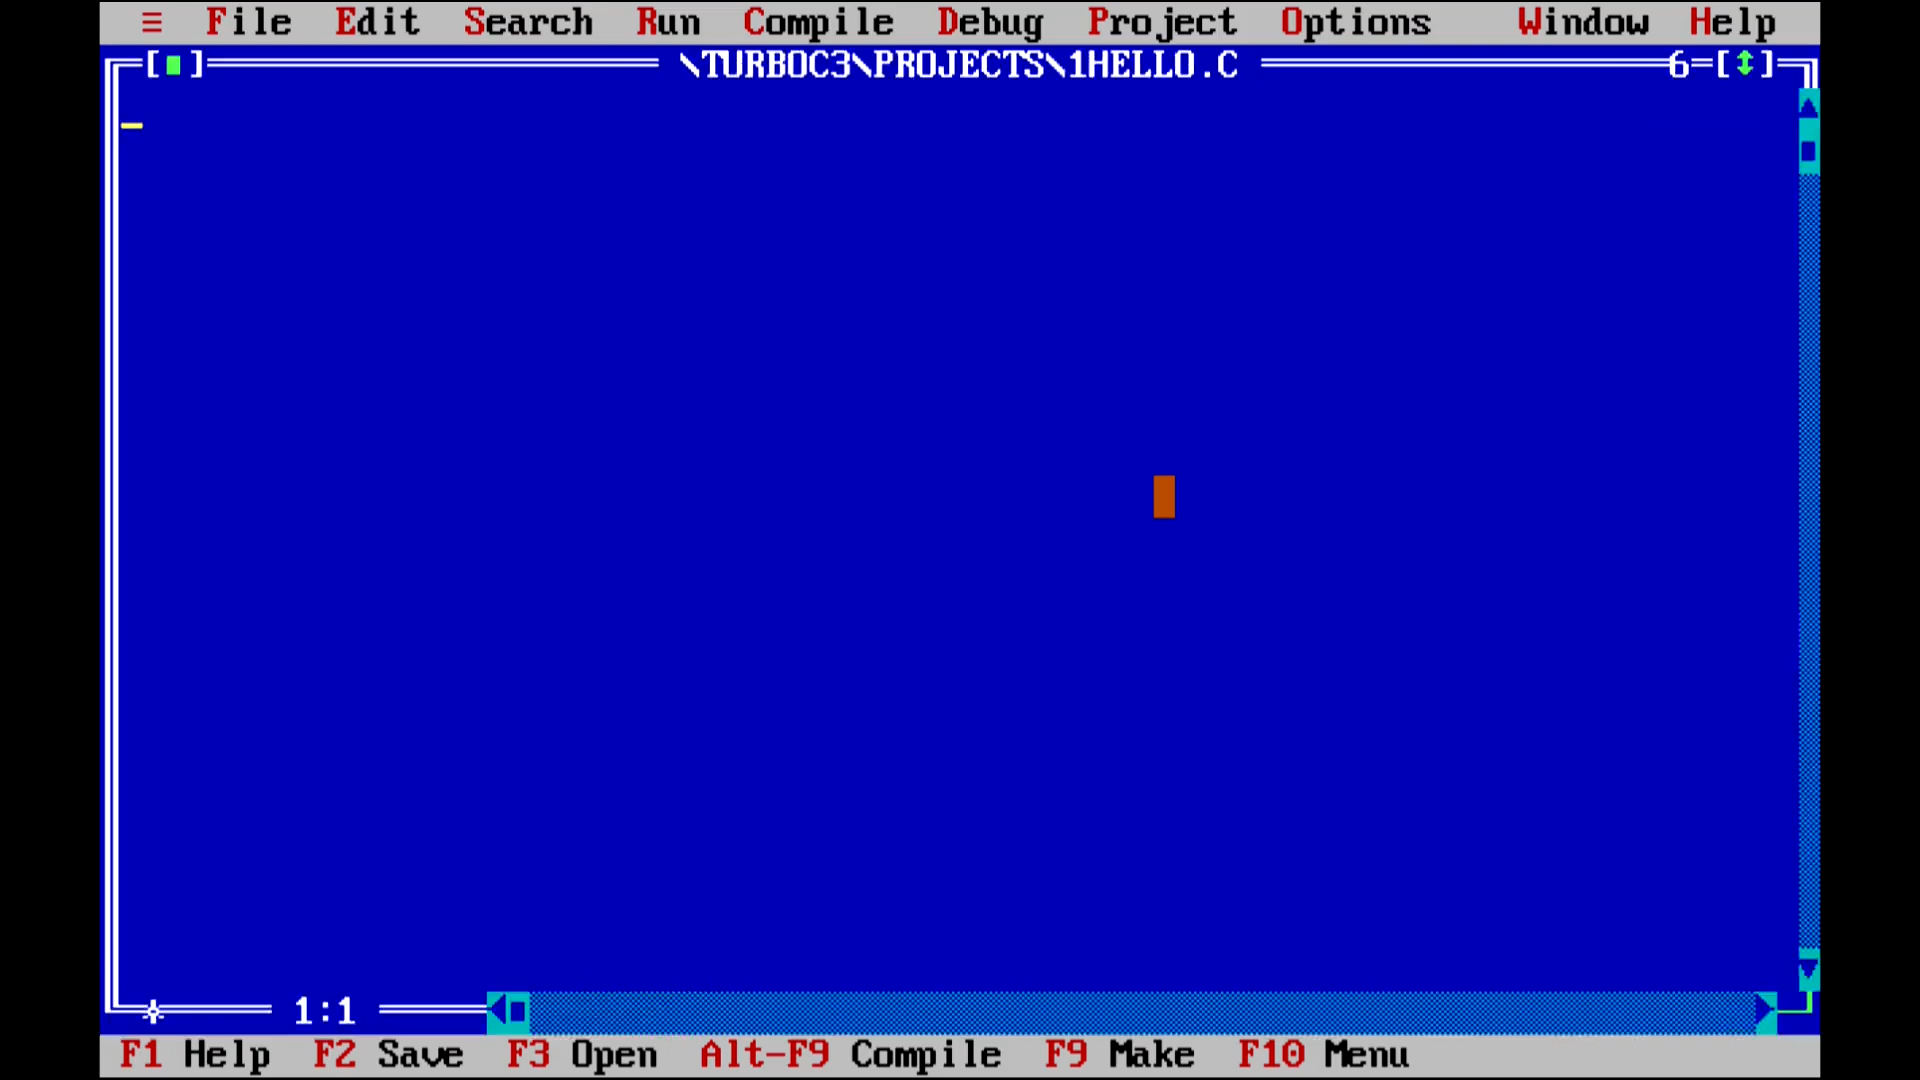 ≡ File Edit Search Run Compile Debug Project Options Window Help
[■] \TURBOC3\PROJECTS\1HELLO.C 6=[↕]
1:1
F1 Help F2 Save F3 Open Alt-F9 Compile F9 Make F10 Menu